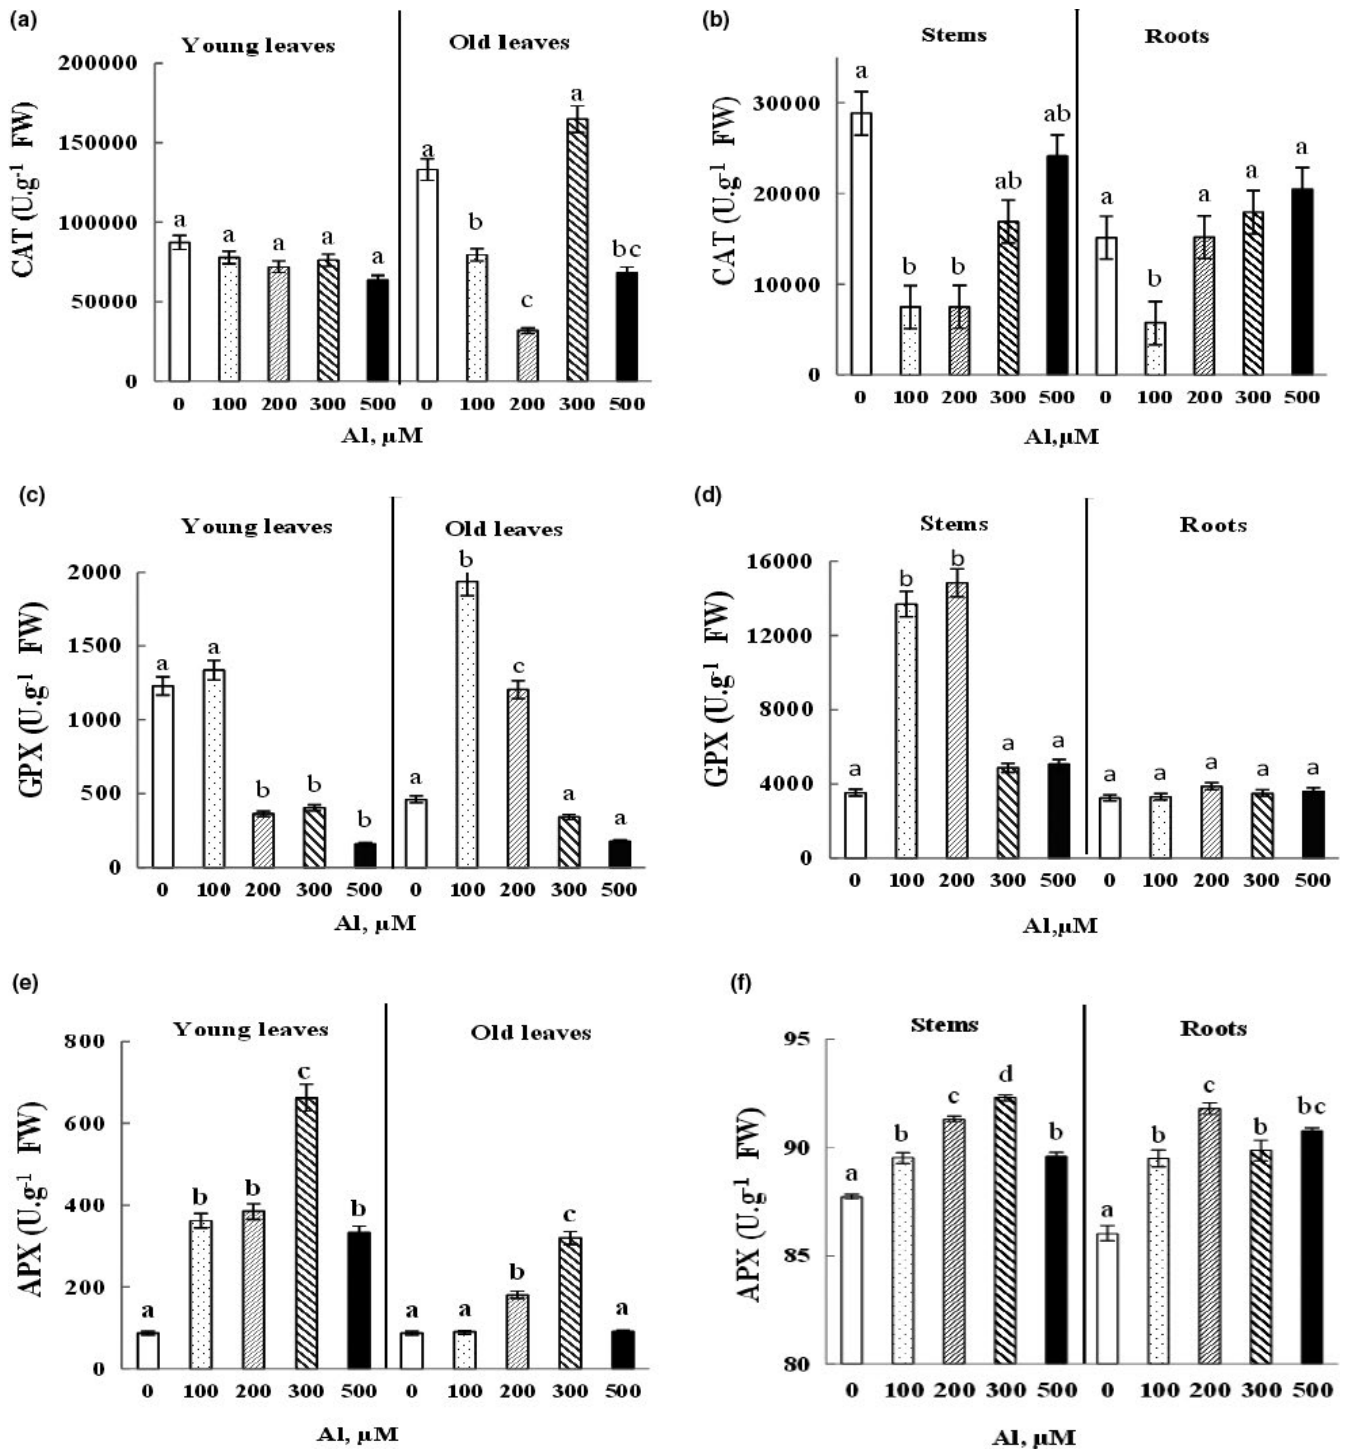 (a)
Young leaves
Old leaves
CAT (U.g-1 FW)
200000
150000
100000
50000
0
a
a
a
a
a
a
b
c
a
bc
0 100 200 300 500 0 100 200 300 500
Al, µM
(b)
Stems
Roots
CAT (U.g-1 FW)
30000
20000
10000
0
a
b
b
ab
ab
a
b
a
a
a
0 100 200 300 500 0 100 200 300 500
Al,µM
(c)
Young leaves
Old leaves
GPX (U.g-1 FW)
2000
1500
1000
500
0
a
a
b
b
b
a
b
c
a
a
0 100 200 300 500 0 100 200 300 500
Al, µM
(d)
Stems
Roots
GPX (U.g-1 FW)
16000
12000
8000
4000
0
a
b
b
a
a
a
a
a
a
a
0 100 200 300 500 0 100 200 300 500
Al,µM
(e)
Young leaves
Old leaves
APX (U.g-1 FW)
800
600
400
200
0
a
b
b
c
b
a
a
b
c
a
0 100 200 300 500 0 100 200 300 500
Al, µM
(f)
Stems
Roots
APX (U.g-1 FW)
95
90
85
80
a
b
c
d
b
a
b
c
b
bc
0 100 200 300 500 0 100 200 300 500
Al, µM